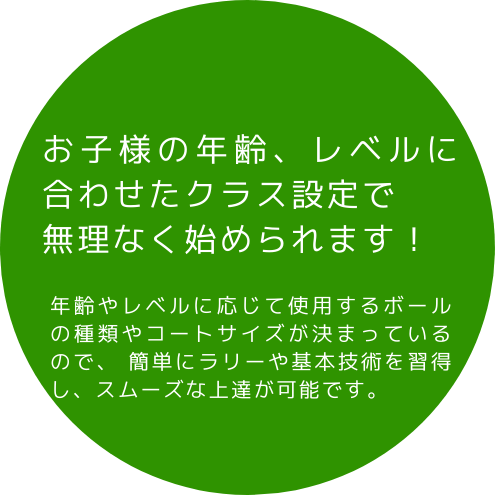 お子様の年齢、レベルに
合わせたクラス設定で
無理なく始められます！
年齢やレベルに応じて使用するボール
の種類やコートサイズが決まっている
ので、 簡単にラリーや基本技術を習得
し、スムーズな上達が可能です。